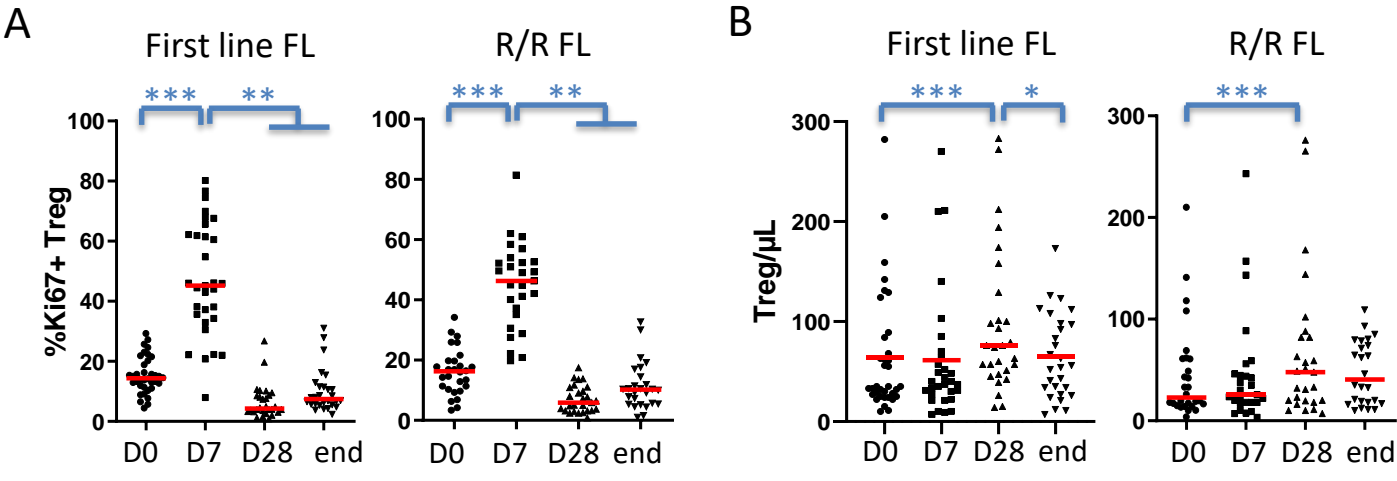 A
First line FL
R/R FL
*** **
*** **
%Ki67+ Treg
100
80
60
40
20
0
D0 D7 D28 end
100
80
60
40
20
0
D0 D7 D28 end
B
First line FL
R/R FL
*** *
***
Treg/µL
300
200
100
0
D0 D7 D28 end
300
200
100
0
D0 D7 D28 end